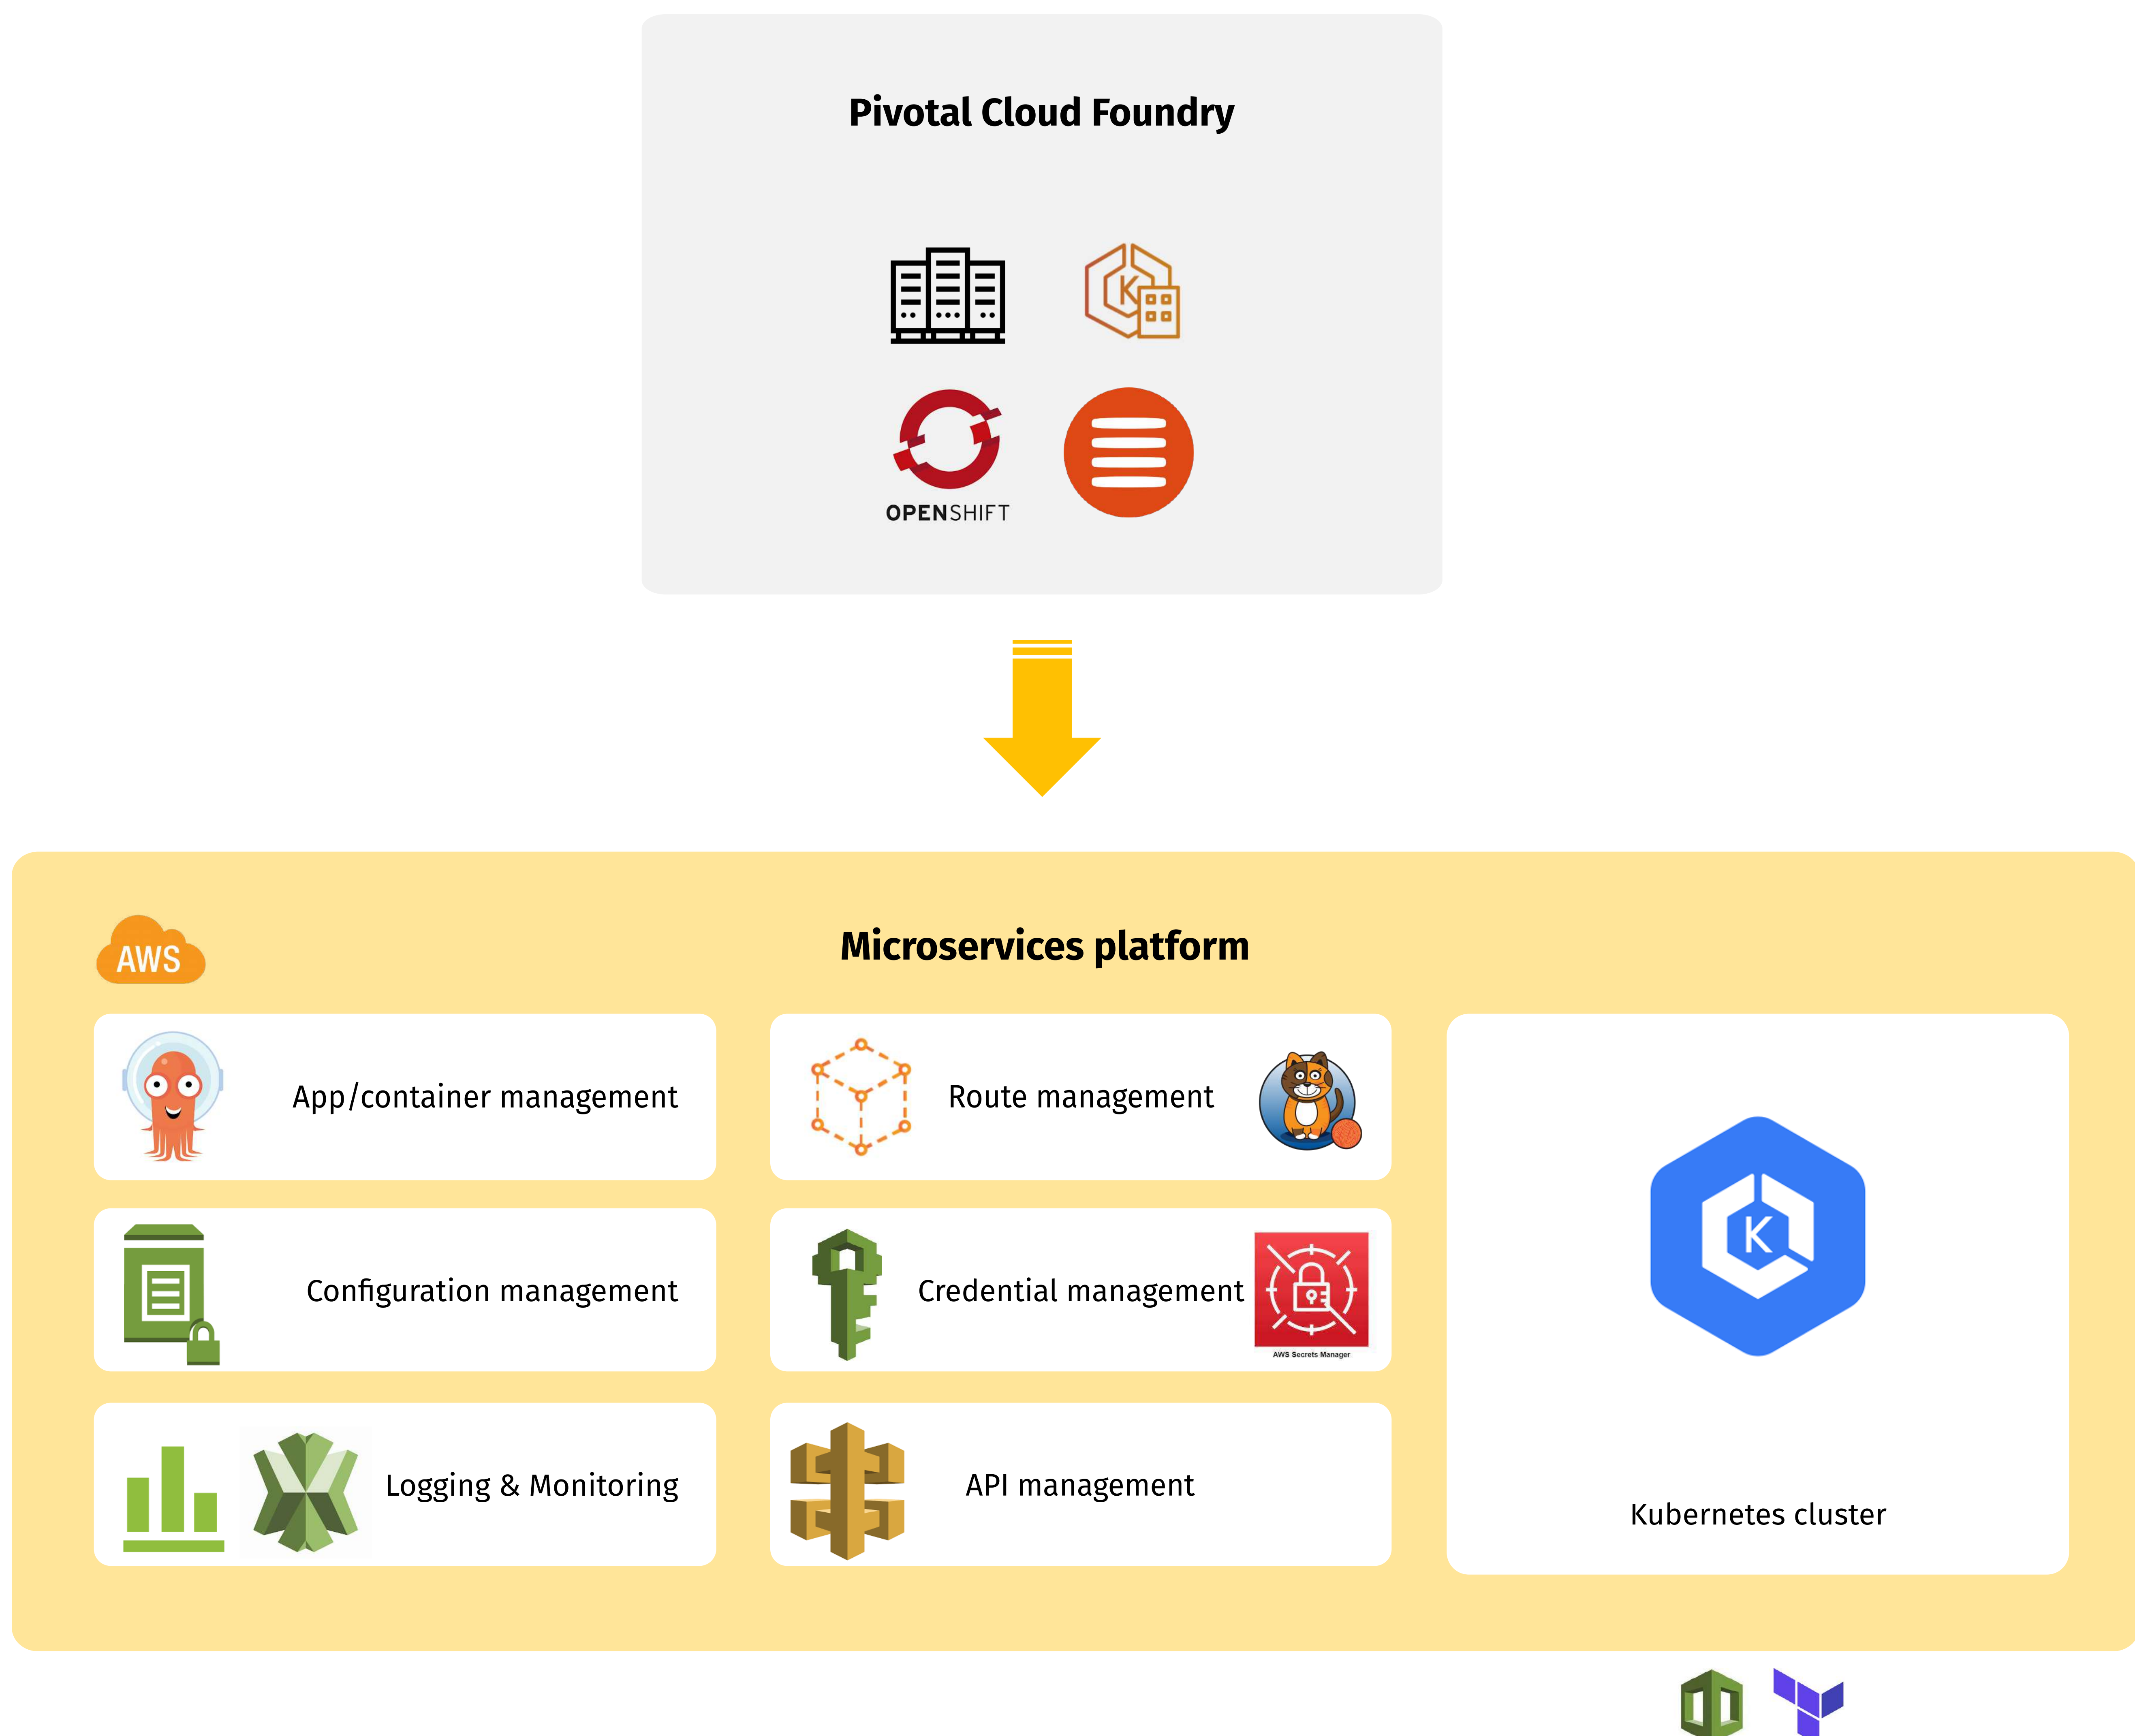 Pivotal Cloud Foundry
K
OPENSHIFT
AWS
Microservices platform
App/container management
Route management
Configuration management
Credential management
AWS Secrets Manager
Logging & Monitoring
API management
K
Kubernetes cluster